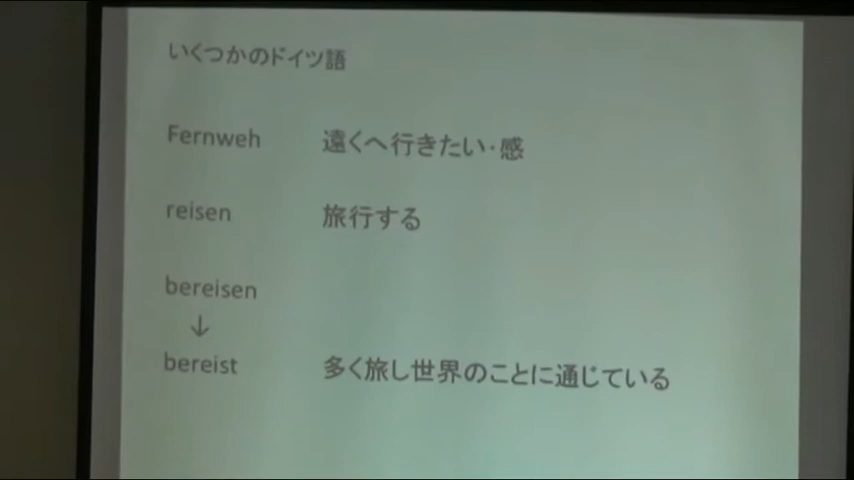 いくつかのドイツ語
Fernweh 遠くへ行きたい・感
reisen 旅行する
bereisen
↓
bereist 多く旅し世界のことに通じている